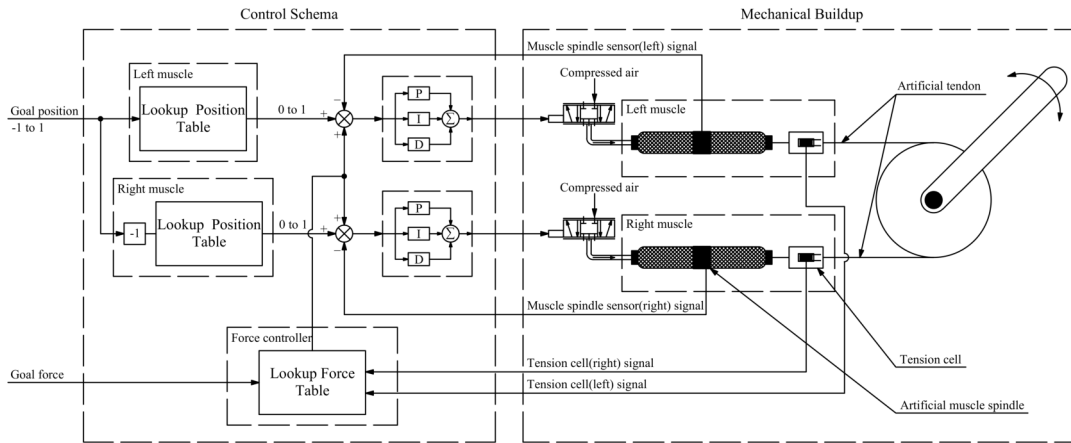 Control Schema
Mechanical Buildup
Left muscle
Lookup Position
Table
Goal position
-1 to 1
0 to 1
Muscle spindle sensor(left) signal
−
+
+
P
I
D
Σ
Compressed air
Left muscle
Artificial tendon
Right muscle
-1
Lookup Position
Table
0 to 1
+
+
−
P
I
D
Σ
Compressed air
Right muscle
Muscle spindle sensor(right) signal
Force controller
Lookup Force
Table
Goal force
Tension cell(right) signal
Tension cell(left) signal
Tension cell
Artificial muscle spindle